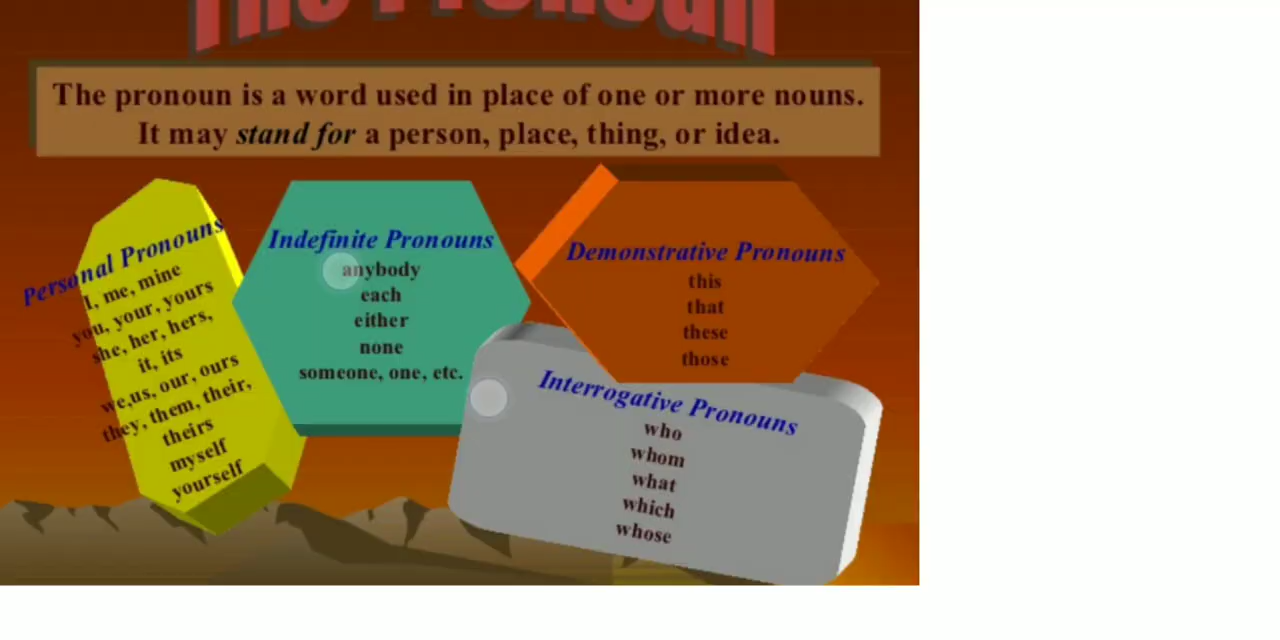 The Pronoun
The pronoun is a word used in place of one or more nouns.
It may stand for a person, place, thing, or idea.
Personal Pronouns
I, me, mine
you, your, yours
she, her, hers,
it, its
we,us, our, ours
they, them, their,
theirs
myself
yourself
Indefinite Pronouns
anybody
each
either
none
someone, one, etc.
Demonstrative Pronouns
this
that
these
those
Interrogative Pronouns
who
whom
what
which
whose